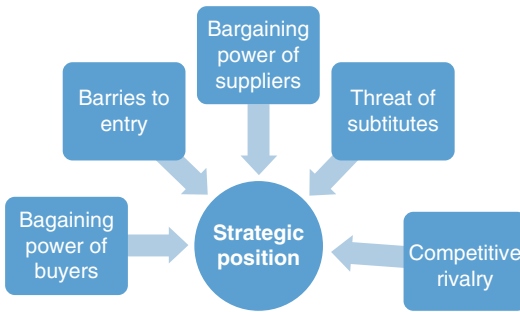 Bargaining
power of
suppliers
Barries to
entry
Threat of
subtitutes
Bagaining
power of
buyers
Strategic
position
Competitive
rivalry